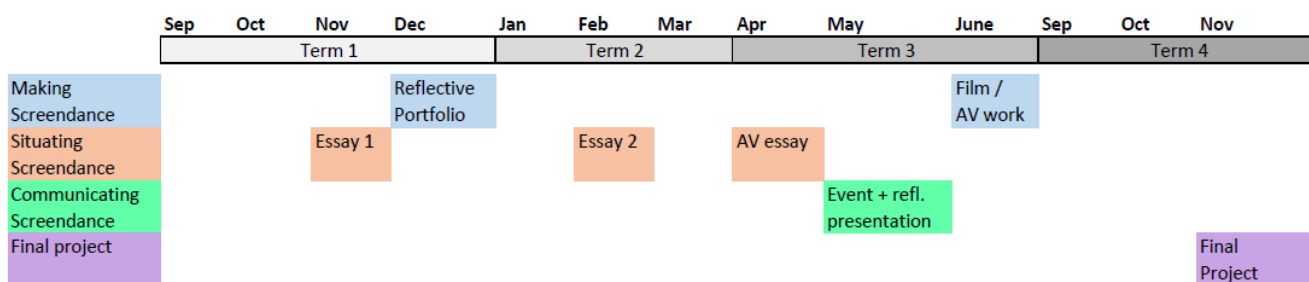 Sep Oct Nov Dec Jan Feb Mar Apr May June Sep Oct Nov
Term 1 Term 2 Term 3 Term 4
Making Screendance
Reflective Portfolio
Film / AV work
Situating Screendance
Essay 1
Essay 2
AV essay
Communicating Screendance
Event + refl. presentation
Final project
Final Project